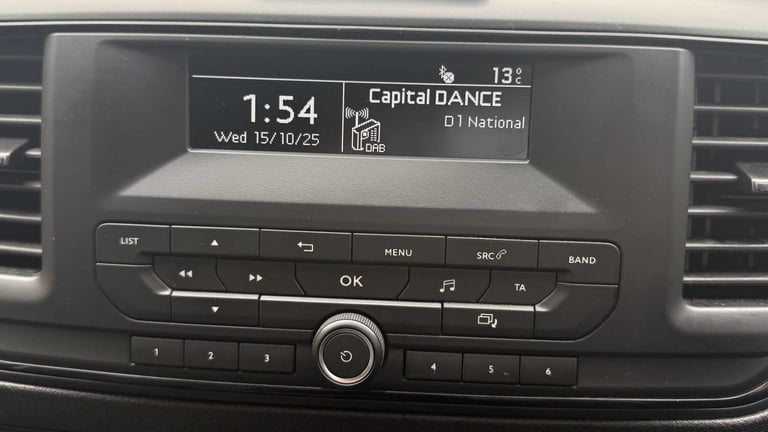 13°C
1:54
Capital DANCE
D1 National
Wed 15/10/25
DAB
LIST
MENU
SRC
BAND
OK
TA
1 2 3
4 5 6